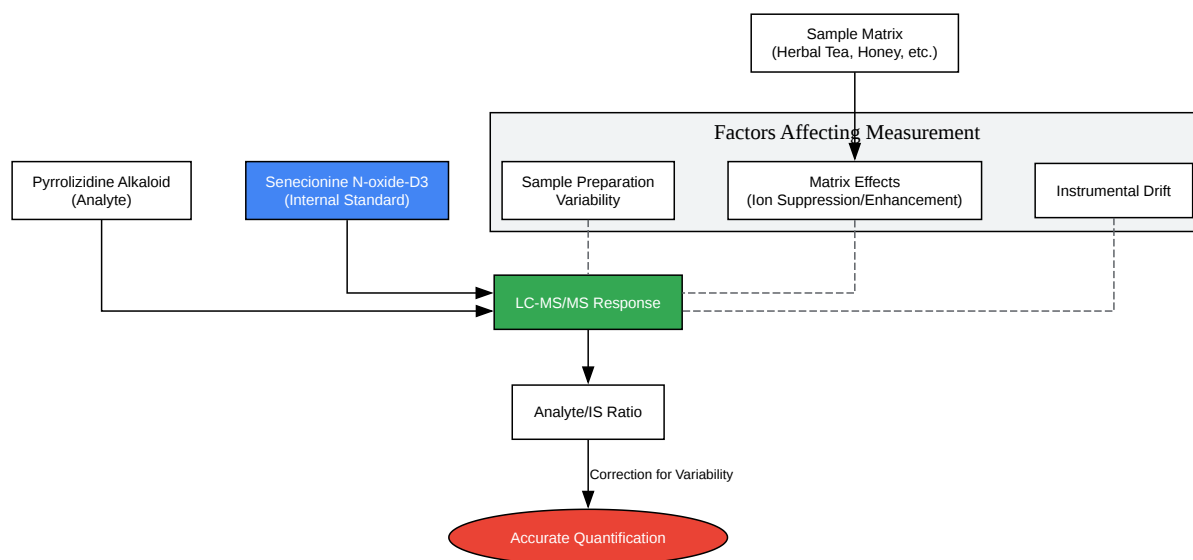 Sample Matrix
(Herbal Tea, Honey, etc.)
Factors Affecting Measurement
Pyrrolizidine Alkaloid
(Analyte)
Senecionine N-oxide-D3
(Internal Standard)
Sample Preparation
Variability
Matrix Effects
(Ion Suppression/Enhancement)
Instrumental Drift
LC-MS/MS Response
Analyte/IS Ratio
Correction for Variability
Accurate Quantification